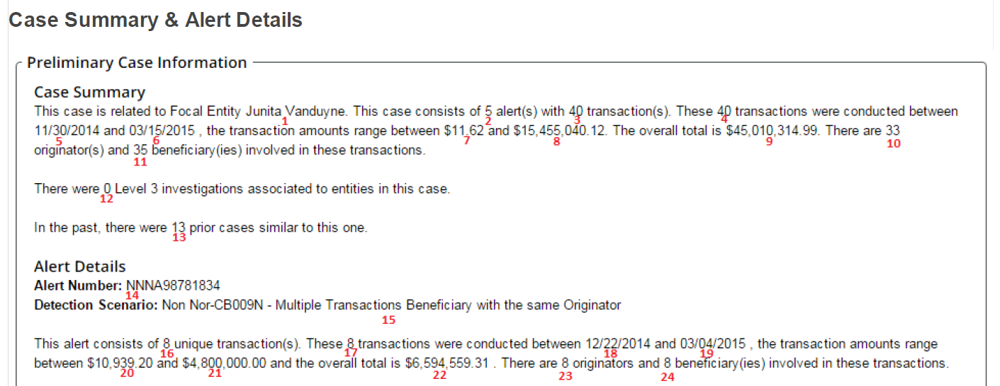 Case Summary & Alert Details
Preliminary Case Information
Case Summary
This case is related to Focal Entity Junita Vanduyne. This case consists of 5 alert(s) with 40 transaction(s). These 40 transactions were conducted between
1 2 3 4
11/30/2014 and 03/15/2015 , the transaction amounts range between $11.62 and $15,455,040.12. The overall total is $45,010,314.99. There are 33
5 6 7 8 9 10
originator(s) and 35 beneficiary(ies) involved in these transactions.
11
There were 0 Level 3 investigations associated to entities in this case.
12
In the past, there were 13 prior cases similar to this one.
13
Alert Details
Alert Number: NNNA98781834
14
Detection Scenario: Non Nor-CB009N - Multiple Transactions Beneficiary with the same Originator
15
This alert consists of 8 unique transaction(s). These 8 transactions were conducted between 12/22/2014 and 03/04/2015 , the transaction amounts range
16 17 18 19
between $10,939.20 and $4,800,000.00 and the overall total is $6,594,559.31 . There are 8 originators and 8 beneficiary(ies) involved in these transactions.
20 21 22 23 24